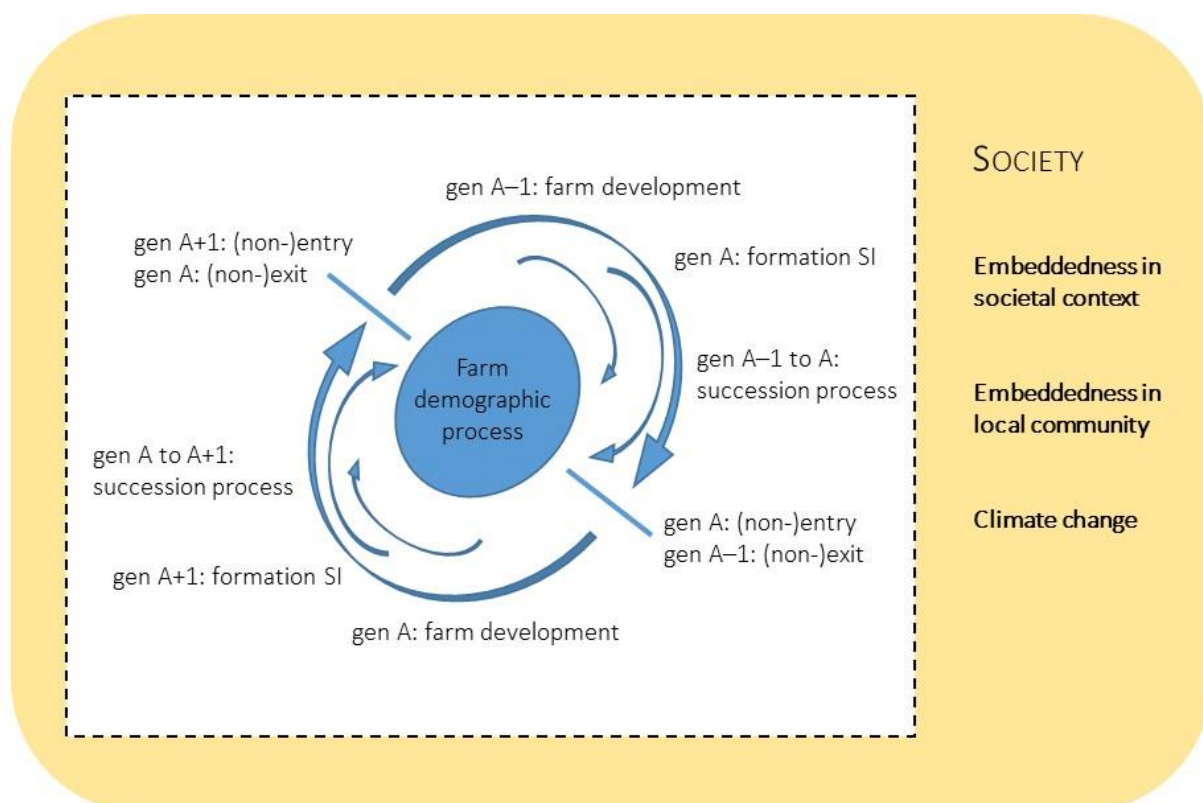 SOCIETY
gen A–1: farm development
gen A+1: (non-)entry
gen A: (non-)exit
gen A: formation SI
Embeddedness in
societal context
gen A–1 to A:
succession process
Farm
demographic
process
Embeddedness in
local community
gen A to A+1:
succession process
gen A: (non-)entry
gen A–1: (non-)exit
Climate change
gen A+1: formation SI
gen A: farm development